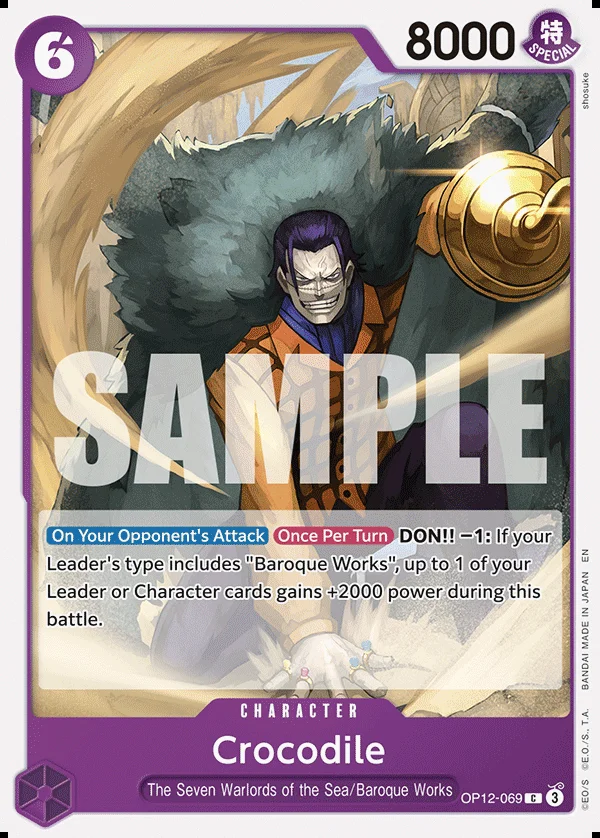 6
8000
特
SPECIAL
shosuke
SAMPLE
On Your Opponent's Attack Once Per Turn DON!! −1: If your
Leader's type includes "Baroque Works", up to 1 of your
Leader or Character cards gains +2000 power during this
battle.
CHARACTER
Crocodile
The Seven Warlords of the Sea/Baroque Works
OP12-069 C 3
©E.O/S ©E.O./S., T.A. BANDAI MADE IN JAPAN EN